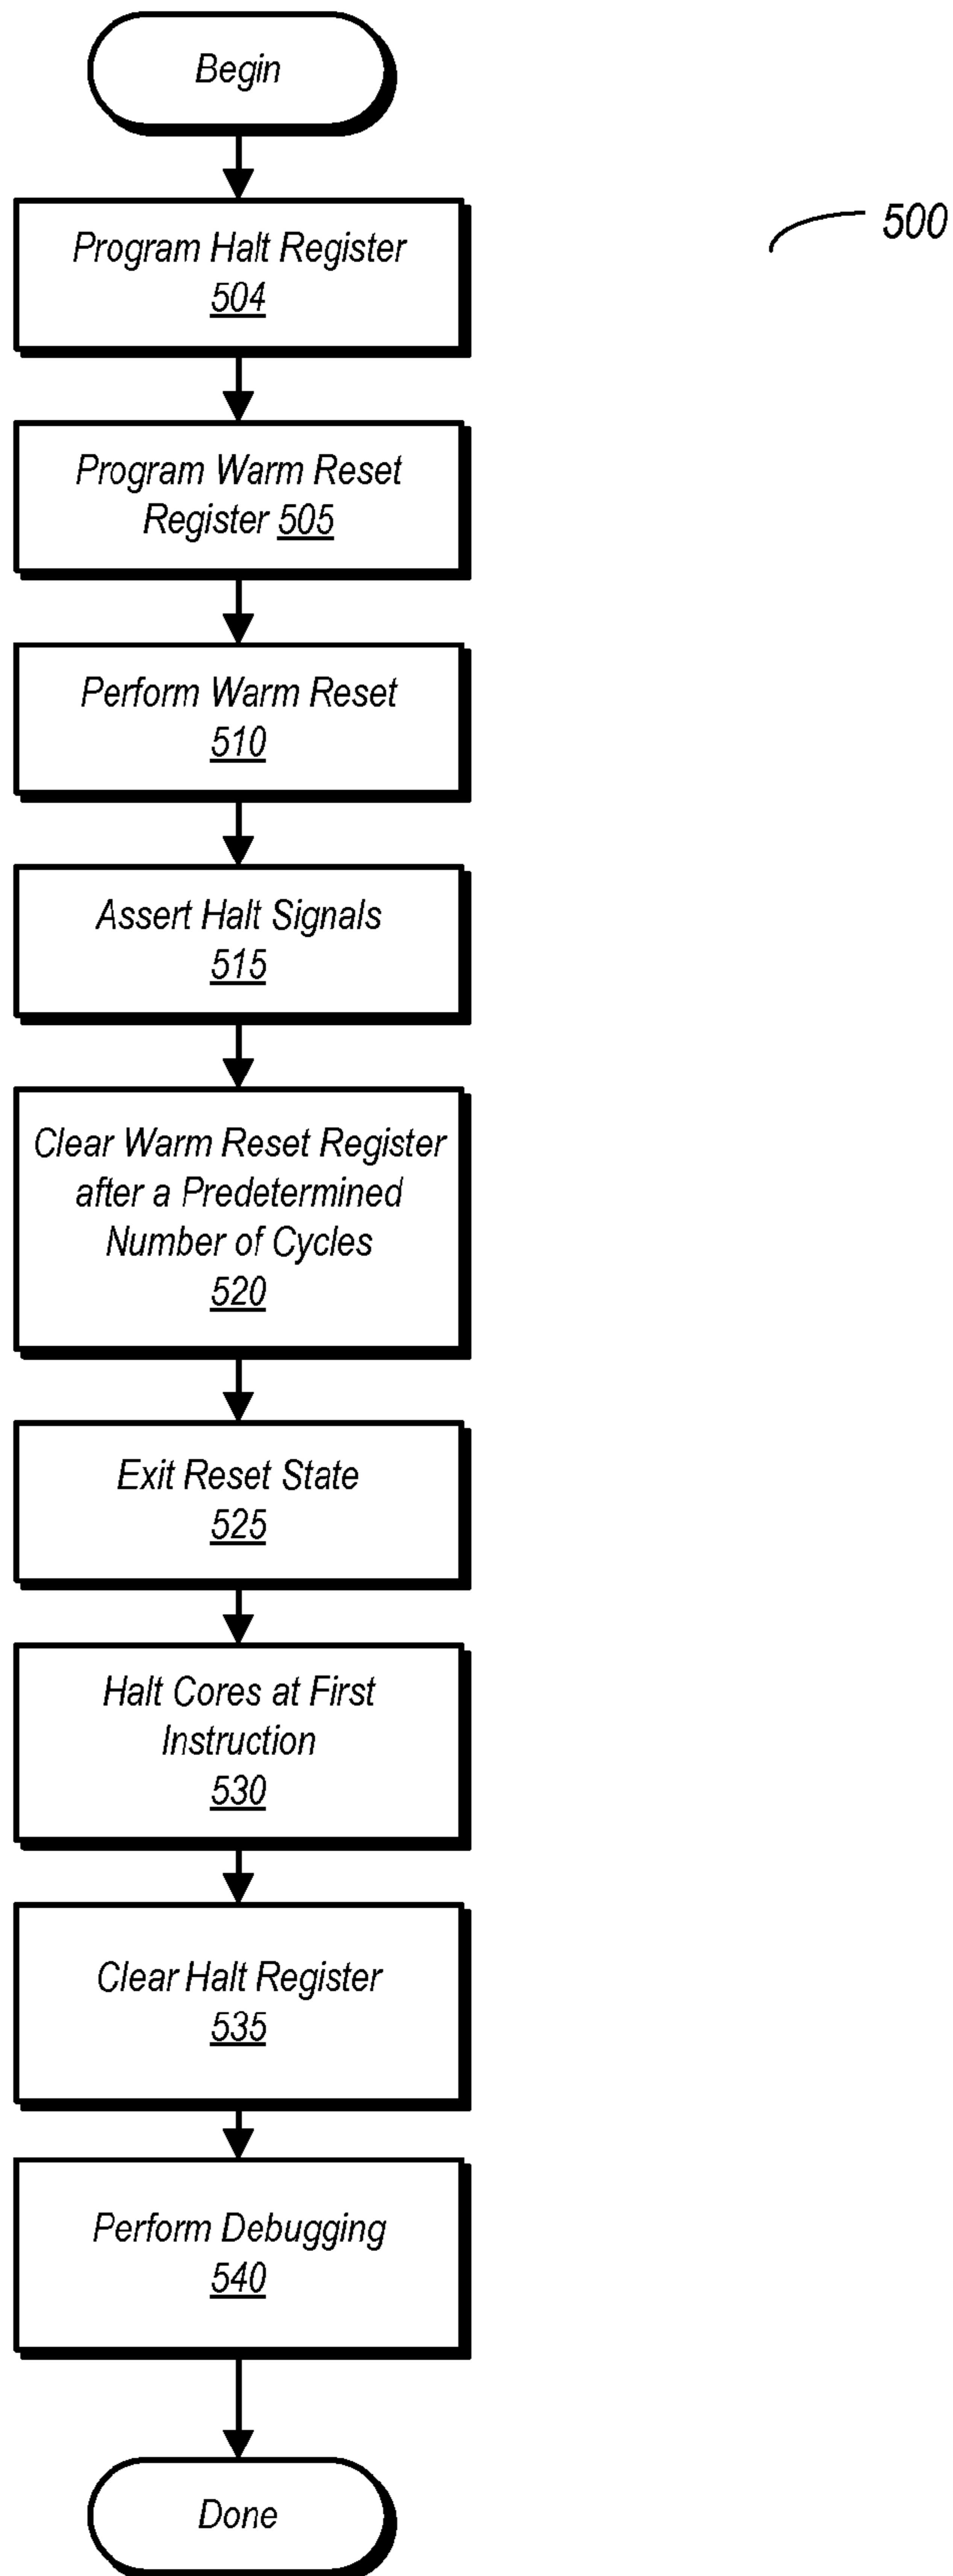 Begin
500
Program Halt Register
504
Program Warm Reset
Register 505
Perform Warm Reset
510
Assert Halt Signals
515
Clear Warm Reset Register
after a Predetermined
Number of Cycles
520
Exit Reset State
525
Halt Cores at First
Instruction
530
Clear Halt Register
535
Perform Debugging
540
Done